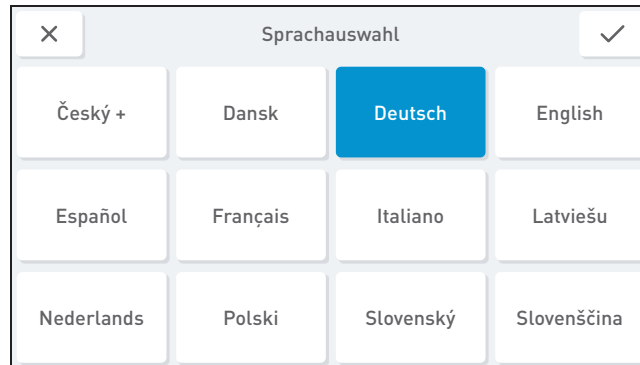 Sprachauswahl
Český + Dansk Deutsch English
Español Français Italiano Latviešu
Nederlands Polski Slovenský Slovenščina